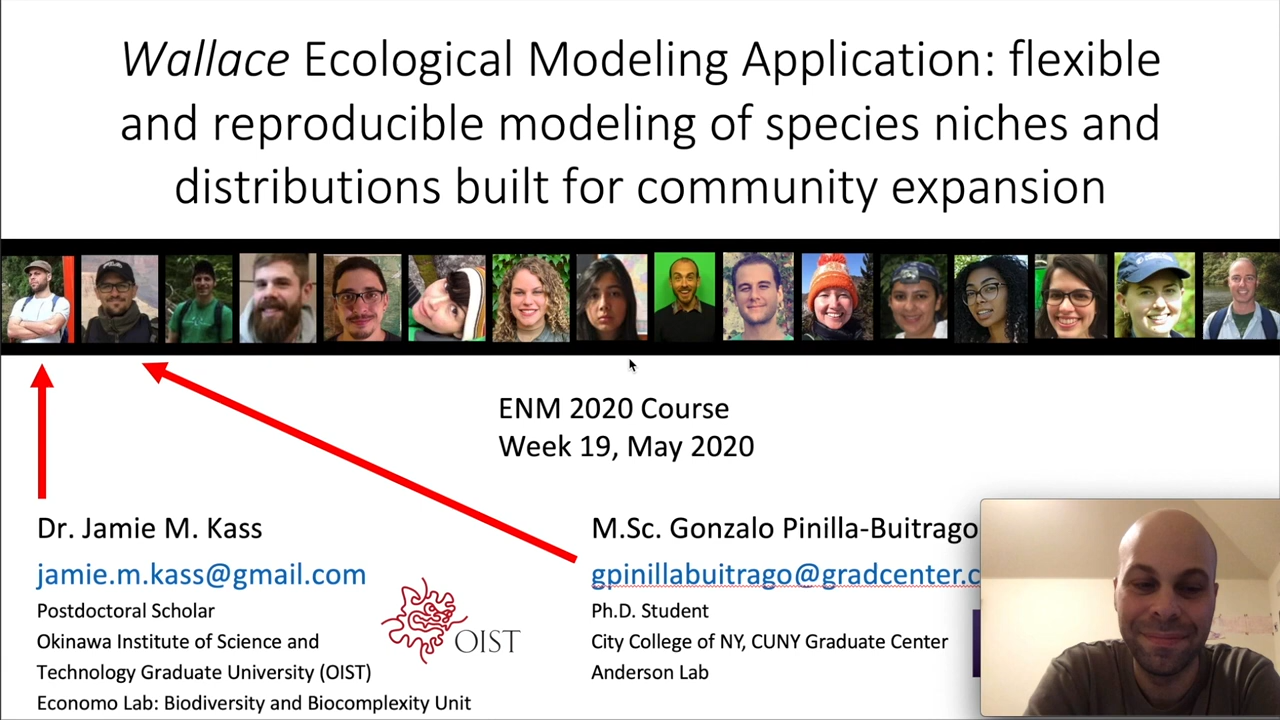 Wallace Ecological Modeling Application: flexible
and reproducible modeling of species niches and
distributions built for community expansion
ENM 2020 Course
Week 19, May 2020
Dr. Jamie M. Kass
jamie.m.kass@gmail.com
Postdoctoral Scholar
Okinawa Institute of Science and
Technology Graduate University (OIST)
Economo Lab: Biodiversity and Biocomplexity Unit
OIST
M.Sc. Gonzalo Pinilla-Buitrago
gpinillabuitrago@gradcenter.c
Ph.D. Student
City College of NY, CUNY Graduate Center
Anderson Lab